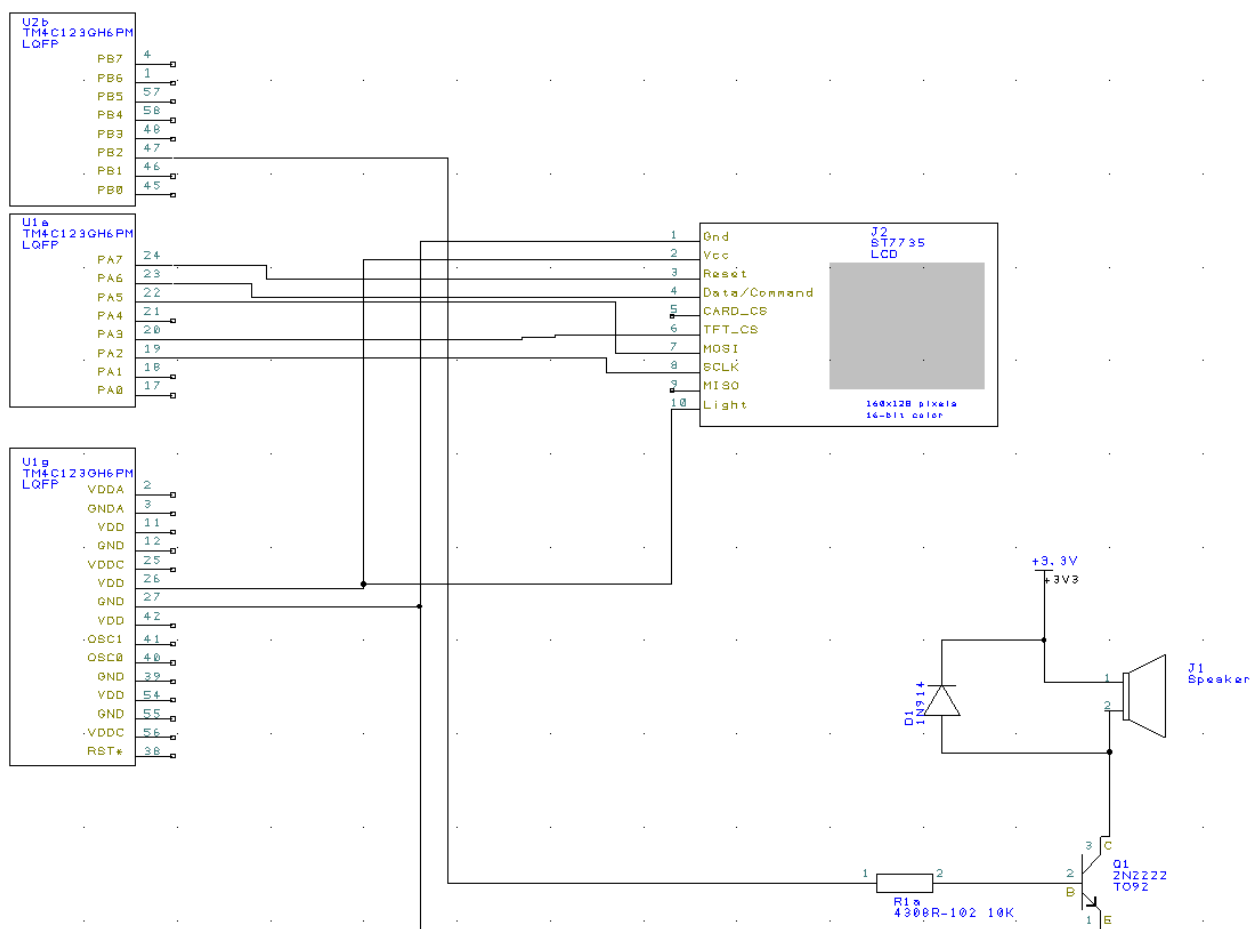 U2b
TM4C123GH6PM
LQFP
PB7 4
PB6 1
PB5 57
PB4 58
PB3 48
PB2 47
PB1 46
PB0 45
U1a
TM4C123GH6PM
LQFP
PA7 24
PA6 23
PA5 22
PA4 21
PA3 20
PA2 19
PA1 18
PA0 17
J2
ST7735
LCD
1 Gnd
2 Vcc
3 Reset
4 Data/Command
5 CARD_CS
6 TFT_CS
7 MOSI
8 SCLK
9 MISO
10 Light
160x128 pixels
16-bit color
U1g
TM4C123GH6PM
LQFP
VDDA 2
GNDA 3
VDD 11
GND 12
VDDC 25
VDD 26
GND 27
VDD 42
OSC1 41
OSC0 40
GND 39
VDD 54
GND 55
VDDC 56
RST* 38
+3.3V
+3V3
J1
Speaker
1
2
D1
1N914
3 C
Q1
2N2222
TO92
2
B
1 E
1 2
R1a
4308R-102 10K